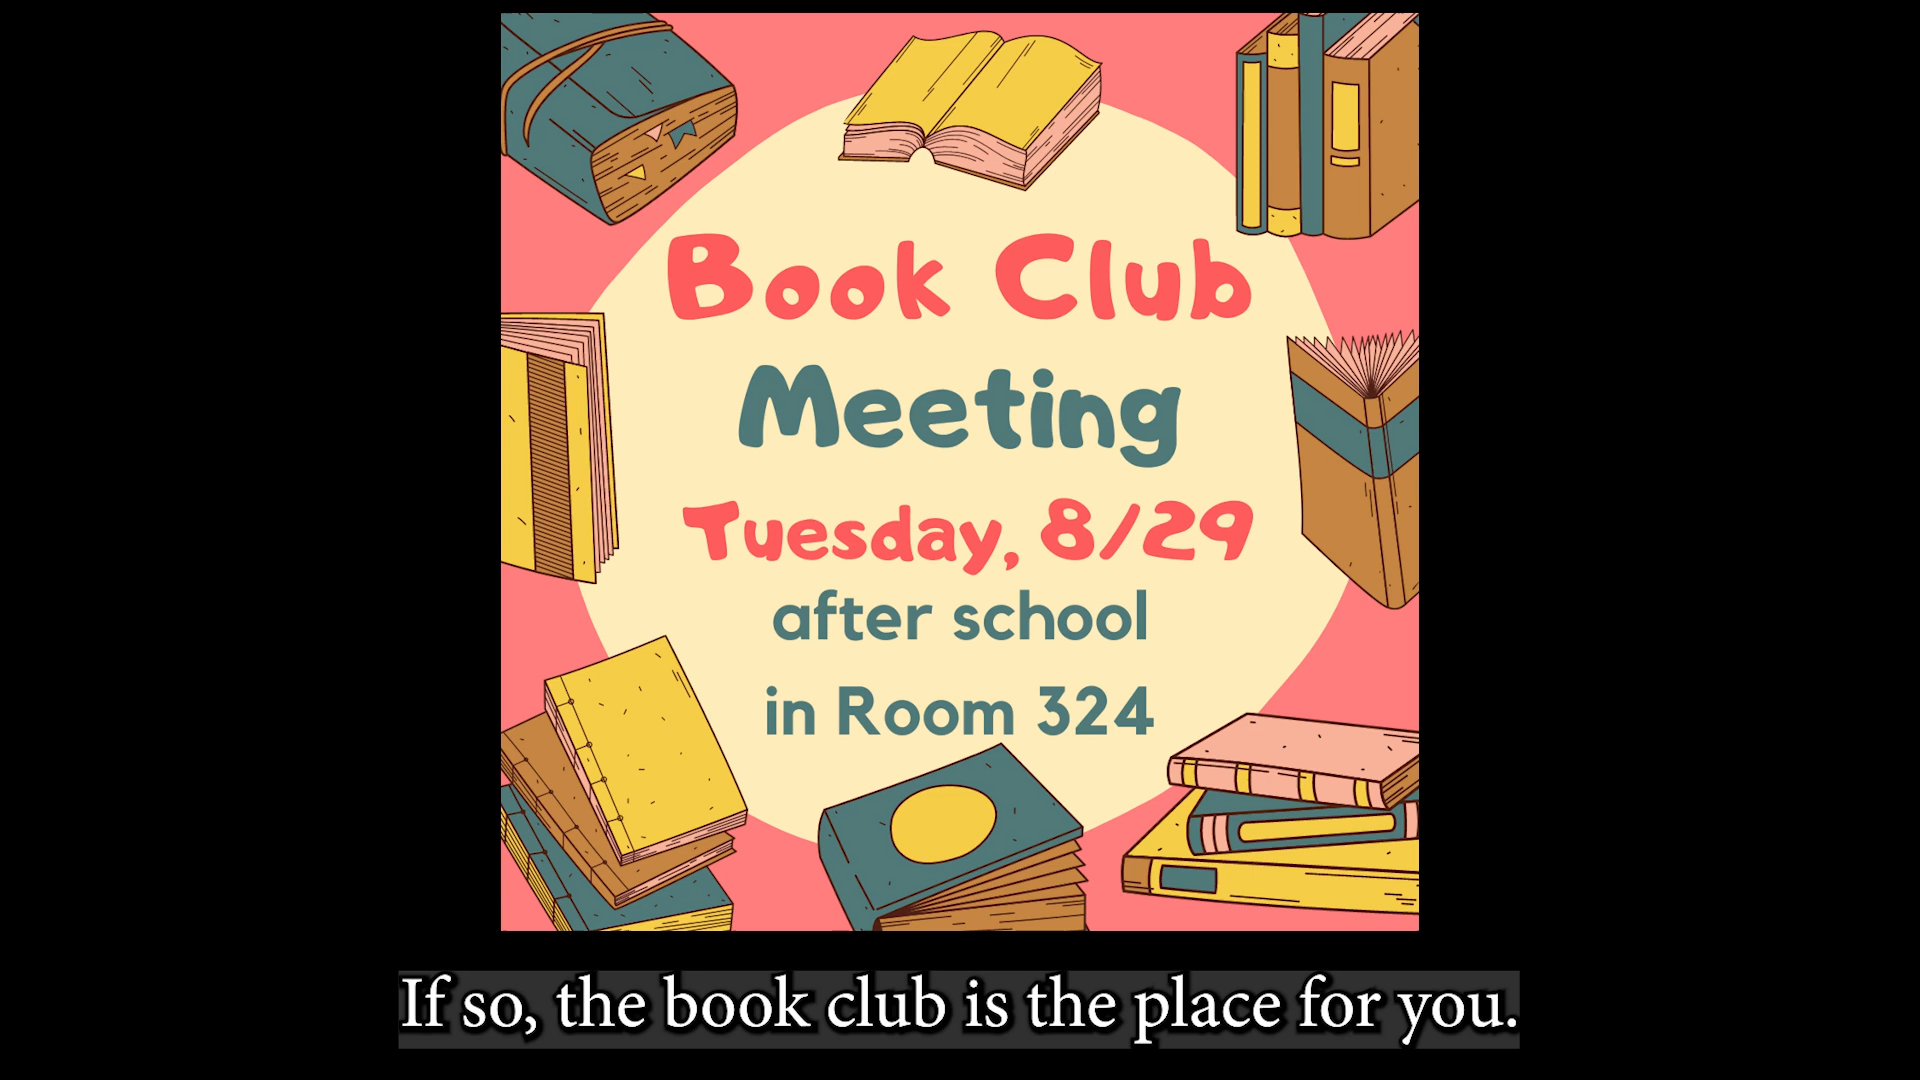 Book Club
Meeting
Tuesday, 8/29
after school
in Room 324
If so, the book club is the place for you.